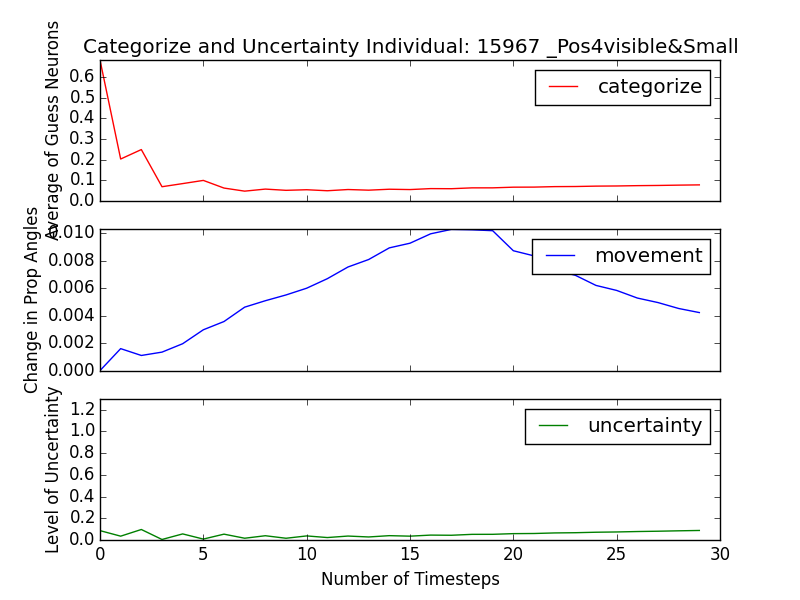 Categorize and Uncertainty Individual: 15967 _Pos4visible&Small
Average of Guess Neurons
0.6
0.5
0.4
0.3
0.2
0.1
0.0
categorize
Change in Prop Angles
0.010
0.008
0.006
0.004
0.002
0.000
movement
Level of Uncertainty
1.2
1.0
0.8
0.6
0.4
0.2
0.0
uncertainty
0 5 10 15 20 25 30
Number of Timesteps